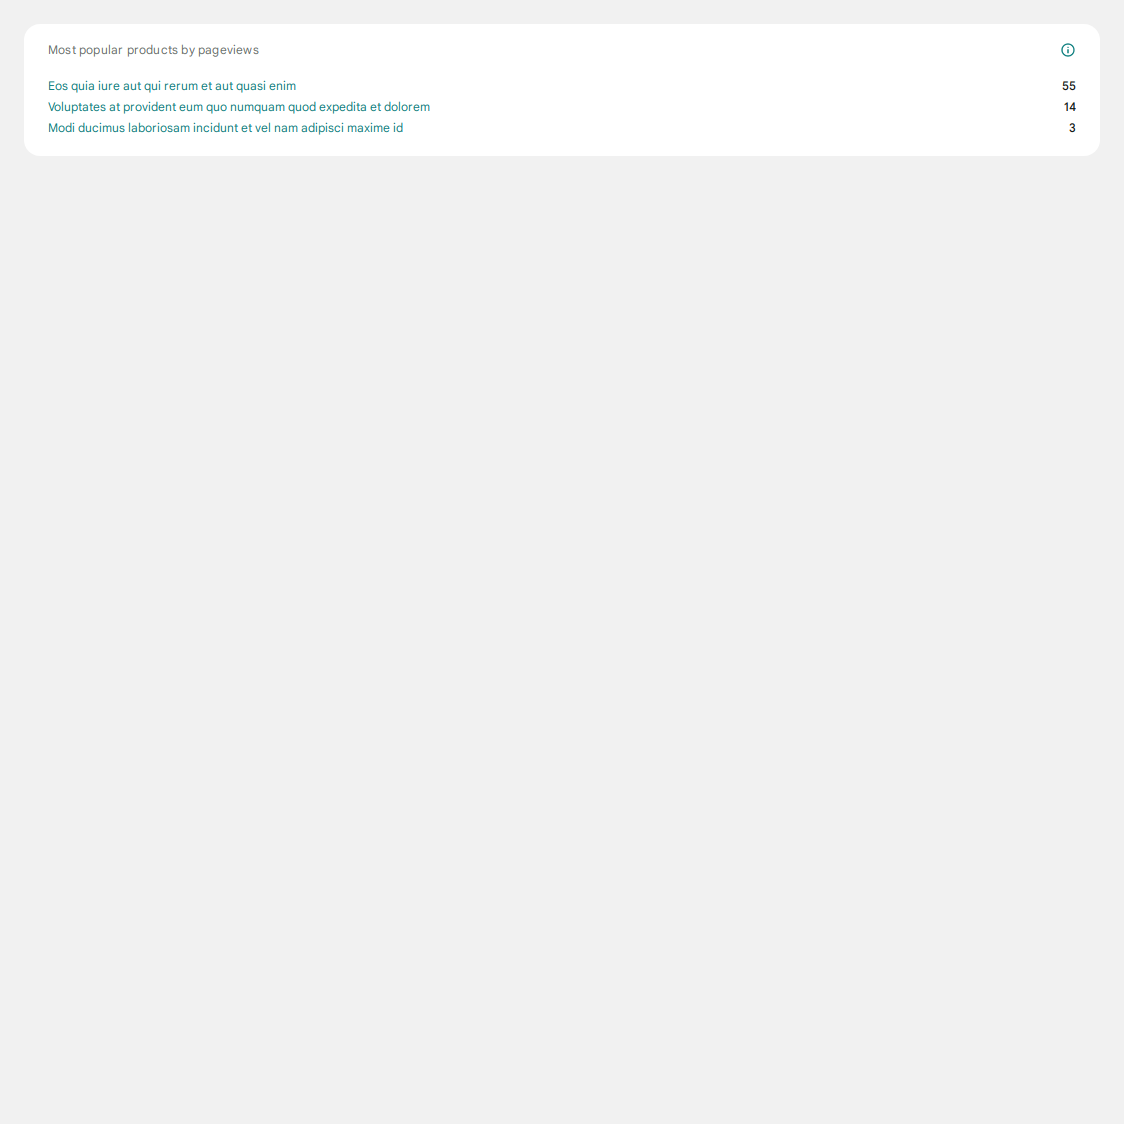 Most popular products by pageviews
Eos quia iure aut qui rerum et aut quasi enim 55
Voluptates at provident eum quo numquam quod expedita et dolorem 14
Modi ducimus laboriosam incidunt et vel nam adipisci maxime id 3